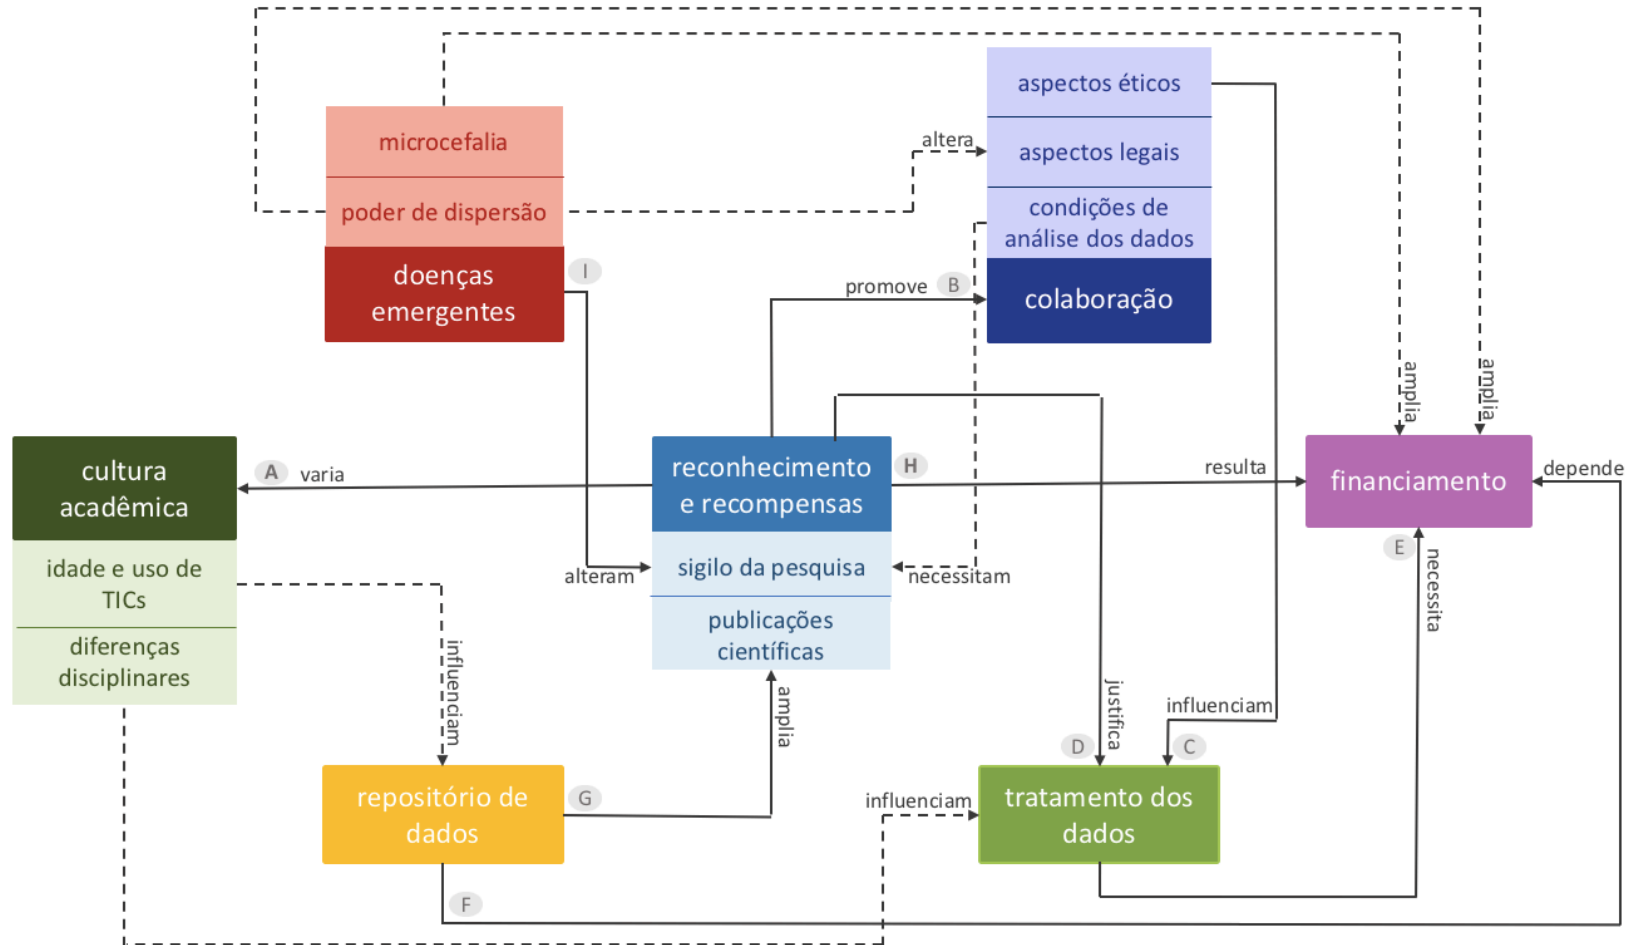 microcefalia
poder de dispersão
doenças
emergentes
I
altera
aspectos éticos
aspectos legais
condições de
análise dos dados
colaboração
promove
B
amplia
amplia
cultura
acadêmica
idade e uso de
TICs
diferenças
disciplinares
A
varia
reconhecimento
e recompensas
sigilo da pesquisa
publicações
científicas
H
resulta
financiamento
depende
alteram
necessitam
E
necessita
influenciam
amplia
justifica
influenciam
D
C
repositório de
dados
G
influenciam
tratamento dos
dados
F